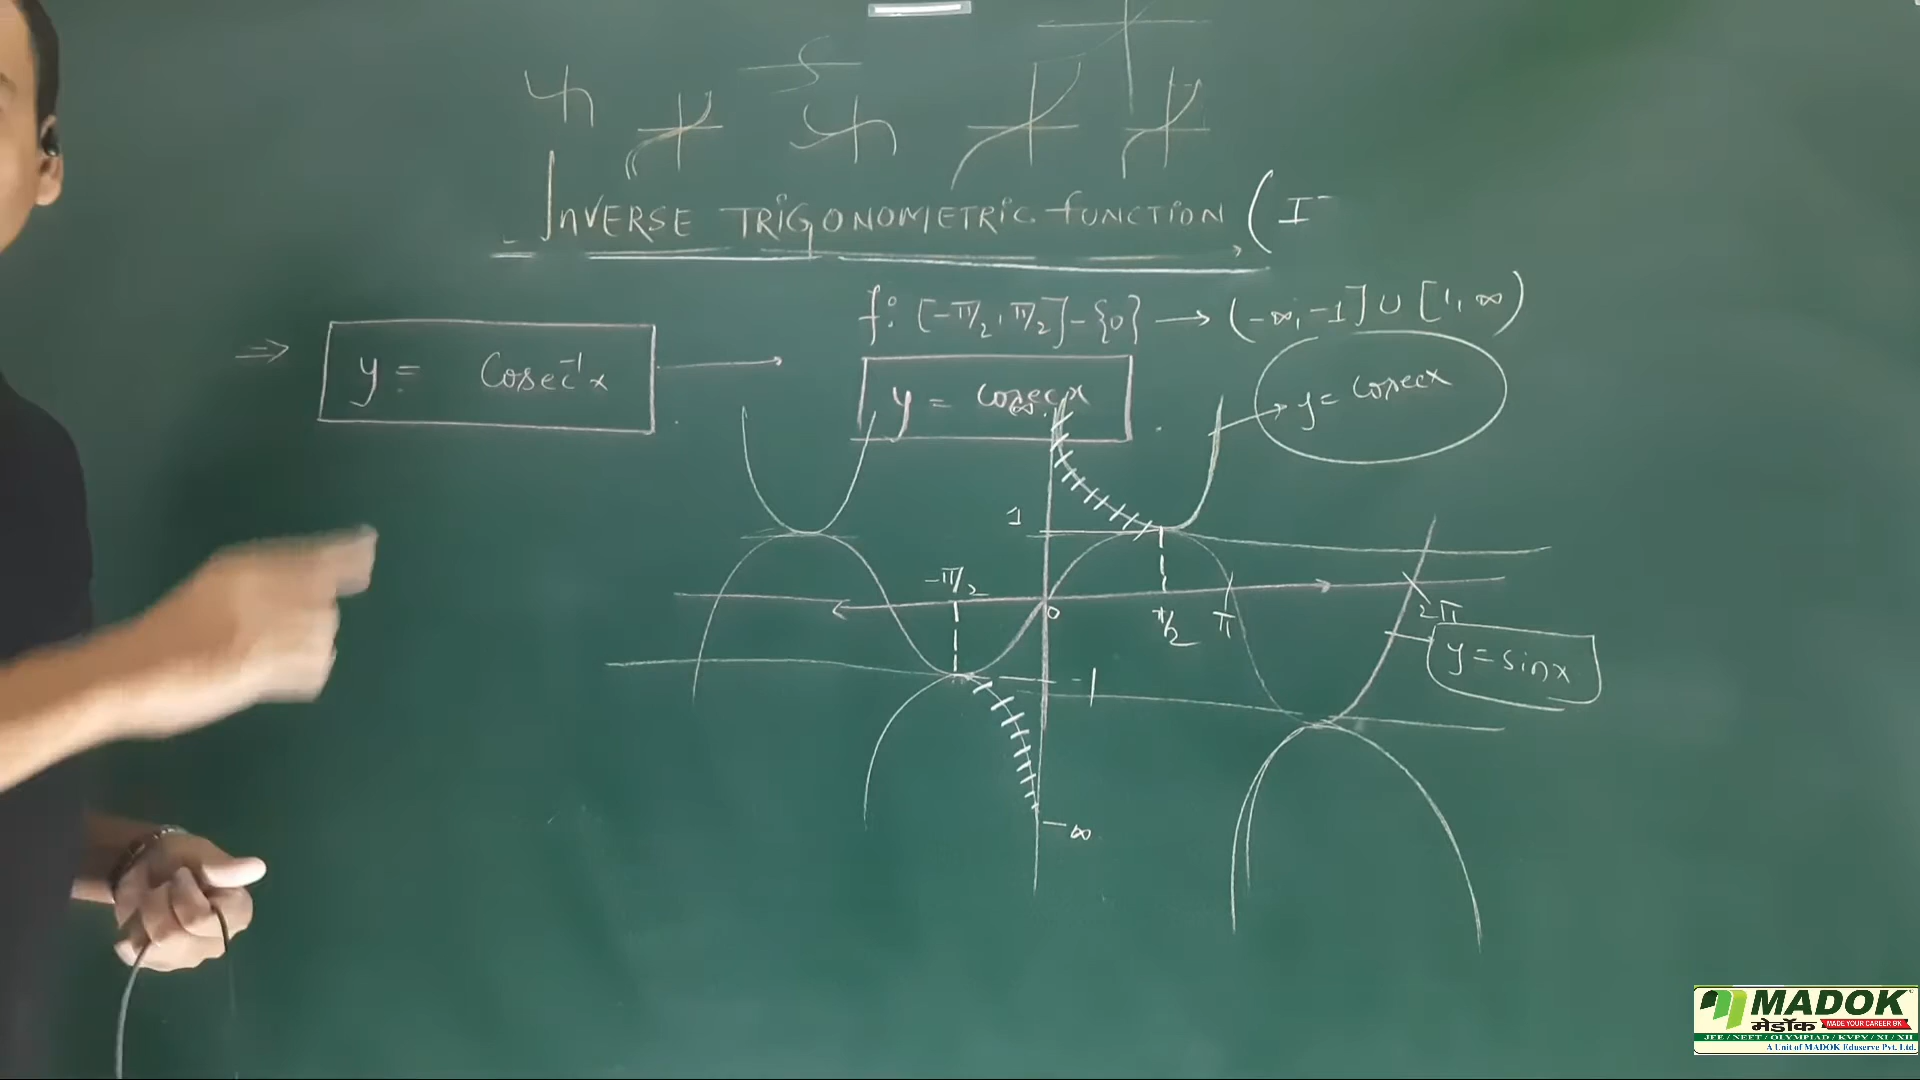 INVERSE TRIGONOMETRIC FUNCTION (I
f: [-π/2, π/2] - {0} → (-∞, -1] ∪ [1, ∞)
⇒ y = Cosec⁻¹x → y = cosec x
y = cosecx
∞
1
-π/2
0
π/2
π
2π
y = sinx
-1
-∞
MADOK
मेडॉक MADE YOUR CAREER BK
JEE / NEET / OLYMPIAD / KVPY / XI / XII
A Unit of MADOK Eduserve Pvt. Ltd.